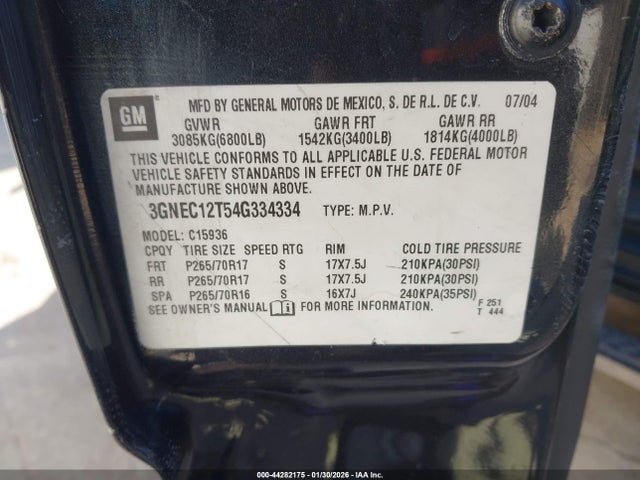 GM
MFD BY GENERAL MOTORS DE MEXICO, S. DE R.L. DE C.V. 07/04
GVWR GAWR FRT GAWR RR
3085KG(6800LB) 1542KG(3400LB) 1814KG(4000LB)
THIS VEHICLE CONFORMS TO ALL APPLICABLE U.S. FEDERAL MOTOR
VEHICLE SAFETY STANDARDS IN EFFECT ON THE DATE OF
MANUFACTURE SHOWN ABOVE.
3GNEC12T54G334334 TYPE: M.P.V.
MODEL: C15936
CPQY TIRE SIZE SPEED RTG RIM COLD TIRE PRESSURE
FRT P265/70R17 S 17X7.5J 210KPA(30PSI)
RR P265/70R17 S 17X7.5J 210KPA(30PSI)
SPA P265/70R16 S 16X7J 240KPA(35PSI)
SEE OWNER'S MANUAL FOR MORE INFORMATION.
F 251
T 444
000-44282175 | 01/30/2026 - IAA, Inc.